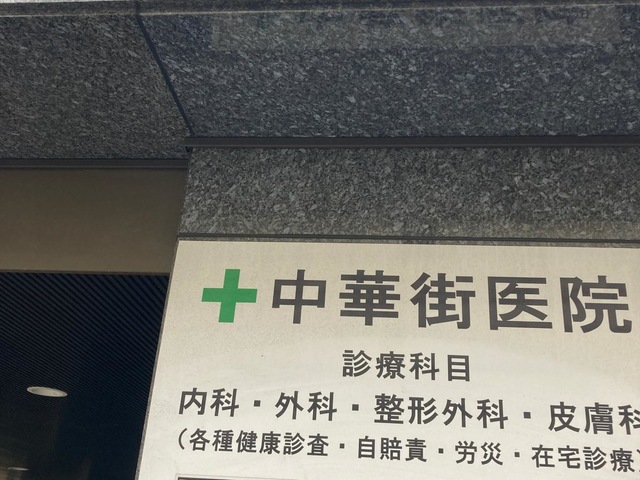 中華街医院
診療科目
内科・外科・整形外科・皮膚科
(各種健康診査・自賠責・労災・在宅診療)